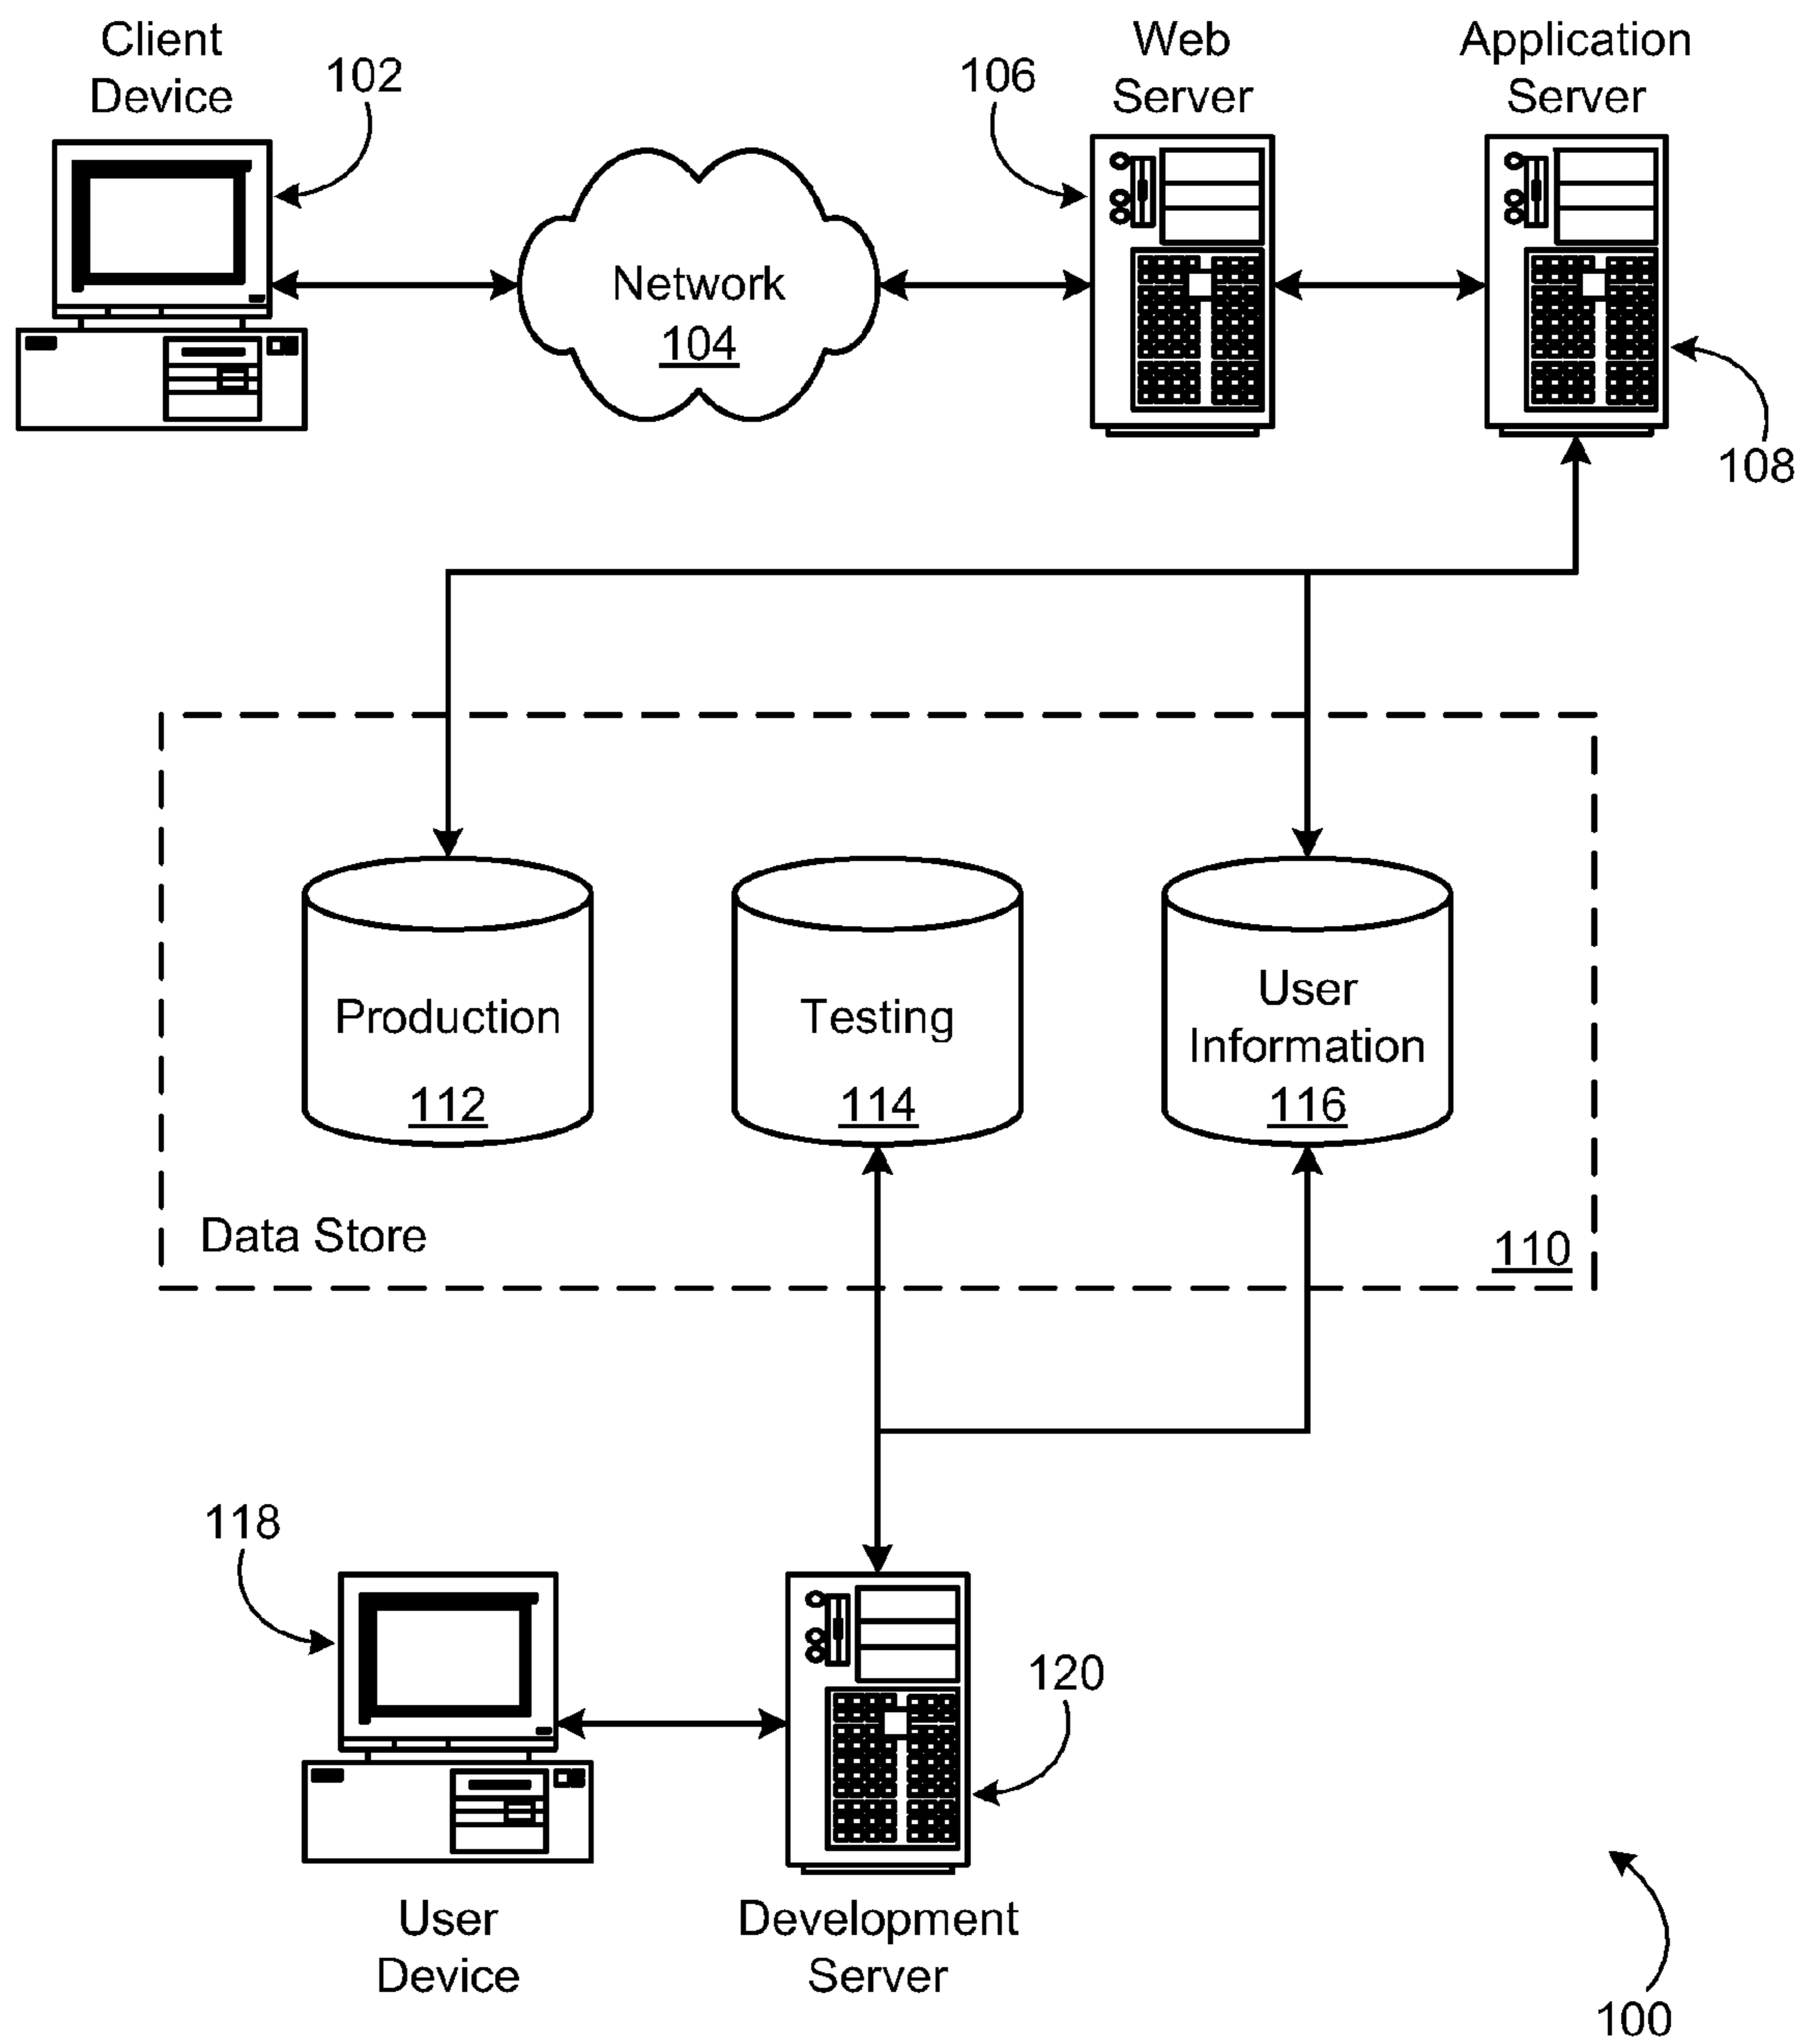 Client
Device
102
Network
104
106
Web
Server
Application
Server
108
Production
112
Testing
114
User
Information
116
Data Store
110
118
User
Device
120
Development
Server
100